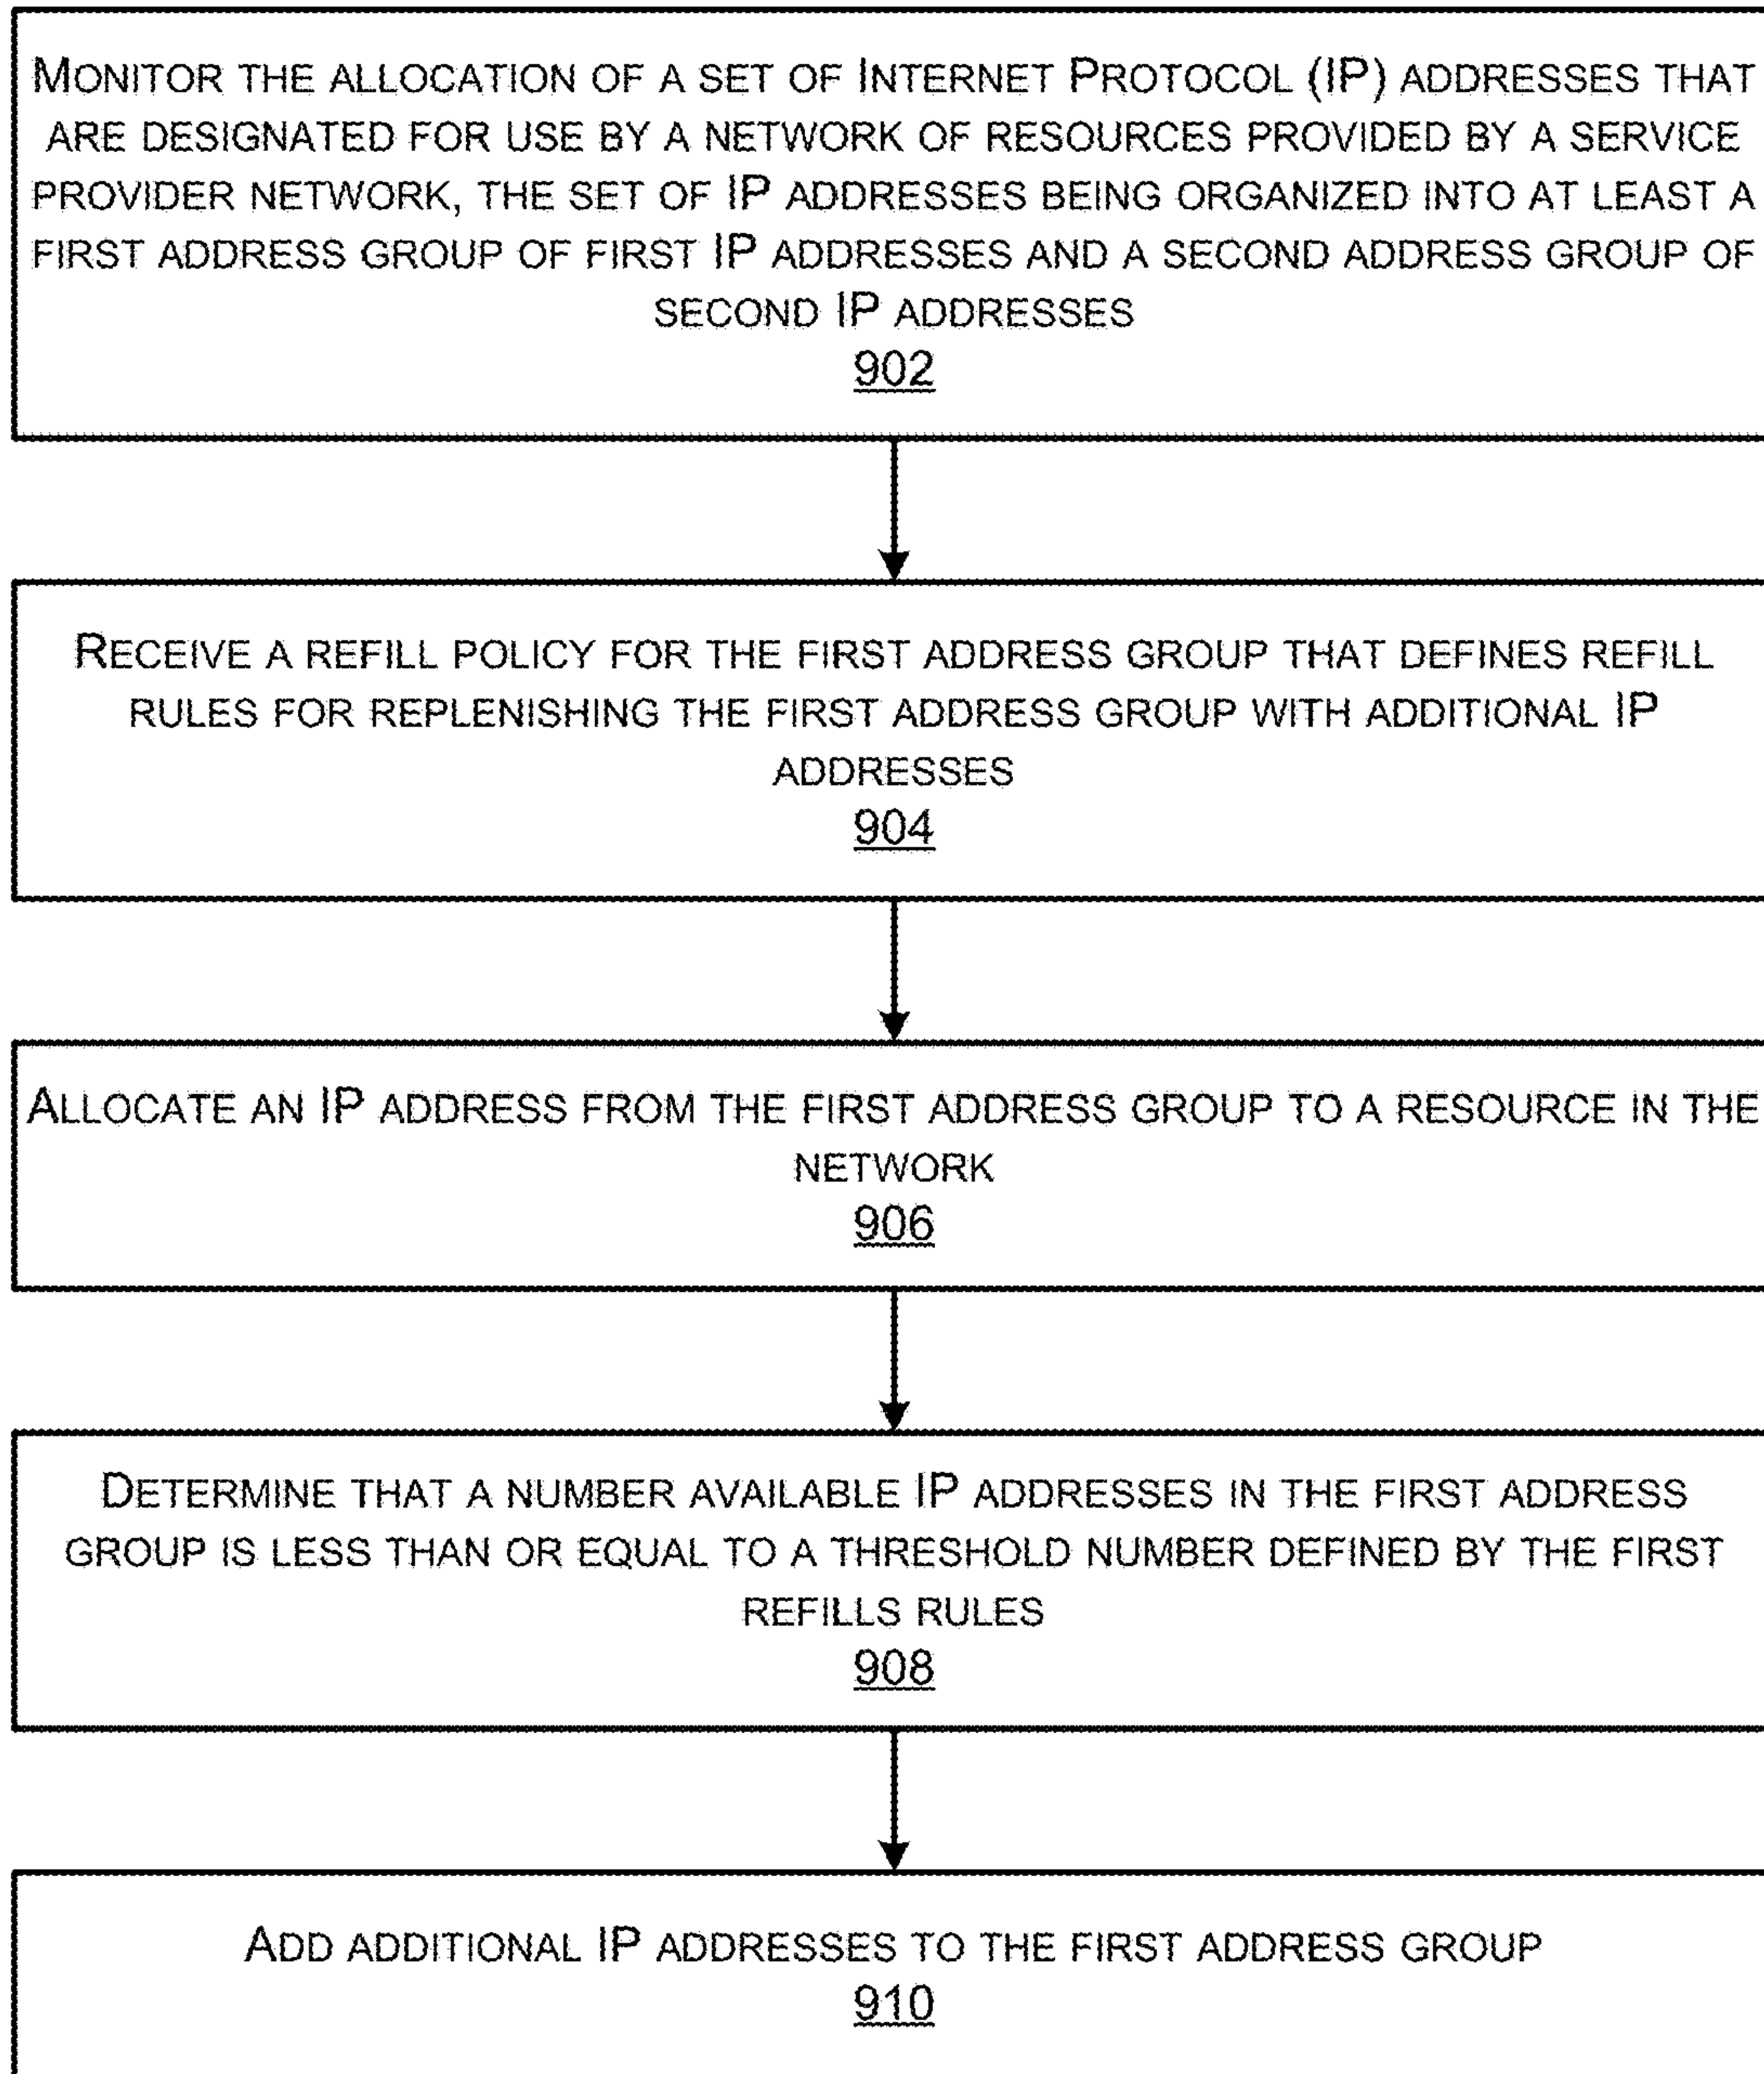 MONITOR THE ALLOCATION OF A SET OF INTERNET PROTOCOL (IP) ADDRESSES THAT
ARE DESIGNATED FOR USE BY A NETWORK OF RESOURCES PROVIDED BY A SERVICE
PROVIDER NETWORK, THE SET OF IP ADDRESSES BEING ORGANIZED INTO AT LEAST A
FIRST ADDRESS GROUP OF FIRST IP ADDRESSES AND A SECOND ADDRESS GROUP OF
SECOND IP ADDRESSES
902
RECEIVE A REFILL POLICY FOR THE FIRST ADDRESS GROUP THAT DEFINES REFILL
RULES FOR REPLENISHING THE FIRST ADDRESS GROUP WITH ADDITIONAL IP
ADDRESSES
904
ALLOCATE AN IP ADDRESS FROM THE FIRST ADDRESS GROUP TO A RESOURCE IN THE
NETWORK
906
DETERMINE THAT A NUMBER AVAILABLE IP ADDRESSES IN THE FIRST ADDRESS
GROUP IS LESS THAN OR EQUAL TO A THRESHOLD NUMBER DEFINED BY THE FIRST
REFILLS RULES
908
ADD ADDITIONAL IP ADDRESSES TO THE FIRST ADDRESS GROUP
910